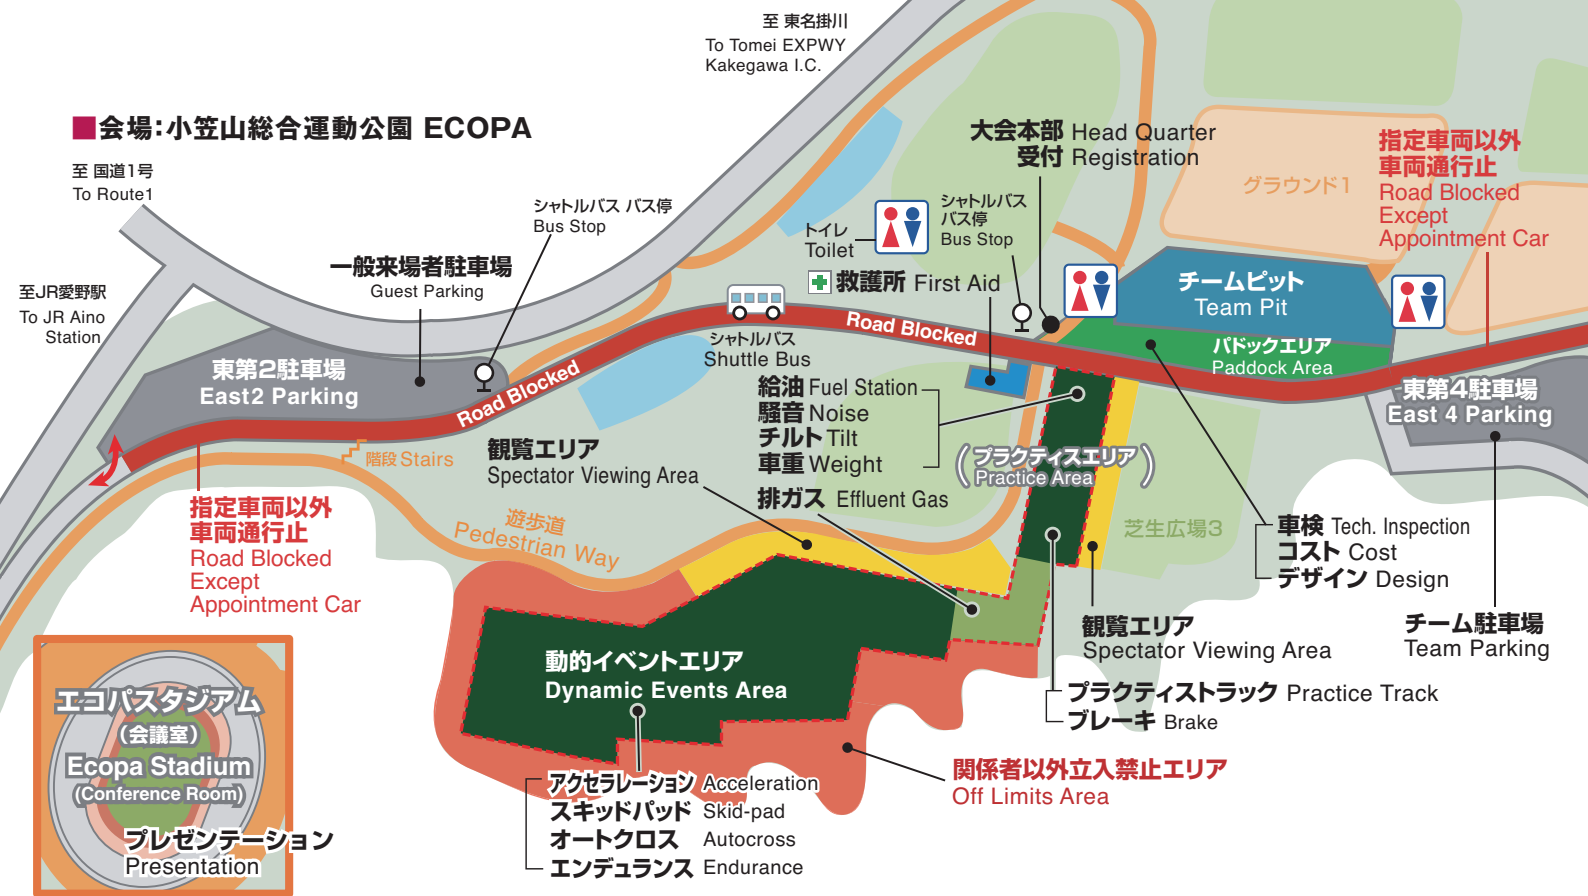 至 東名掛川
To Tomei EXPWY
Kakegawa I.C.
■会場：小笠山総合運動公園 ECOPA
至 国道1号
To Route1
シャトルバス バス停
Bus Stop
一般来場者駐車場
Guest Parking
至JR愛野駅
To JR Aino
Station
東第2駐車場
East2 Parking
大会本部 Head Quarter
受付 Registration
トイレ
Toilet
シャトルバス
バス停
Bus Stop
救護所 First Aid
グラウンド1
指定車両以外
車両通行止
Road Blocked
Except
Appointment Car
チームピット
Team Pit
パドックエリア
Paddock Area
Road Blocked
シャトルバス
Shuttle Bus
Road Blocked
東第4駐車場
East 4 Parking
給油 Fuel Station
騒音 Noise
チルト Tilt
車重 Weight
排ガス Effluent Gas
(プラクティスエリア
Practice Area)
観覧エリア
Spectator Viewing Area
階段 Stairs
遊歩道
Pedestrian Way
芝生広場3
車検 Tech. Inspection
コスト Cost
デザイン Design
指定車両以外
車両通行止
Road Blocked
Except
Appointment Car
観覧エリア
Spectator Viewing Area
チーム駐車場
Team Parking
動的イベントエリア
Dynamic Events Area
プラクティストラック Practice Track
ブレーキ Brake
関係者以外立入禁止エリア
Off Limits Area
アクセラレーション Acceleration
スキッドパッド Skid-pad
オートクロス Autocross
エンデュランス Endurance
エコパスタジアム
(会議室)
Ecopa Stadium
(Conference Room)
プレゼンテーション
Presentation